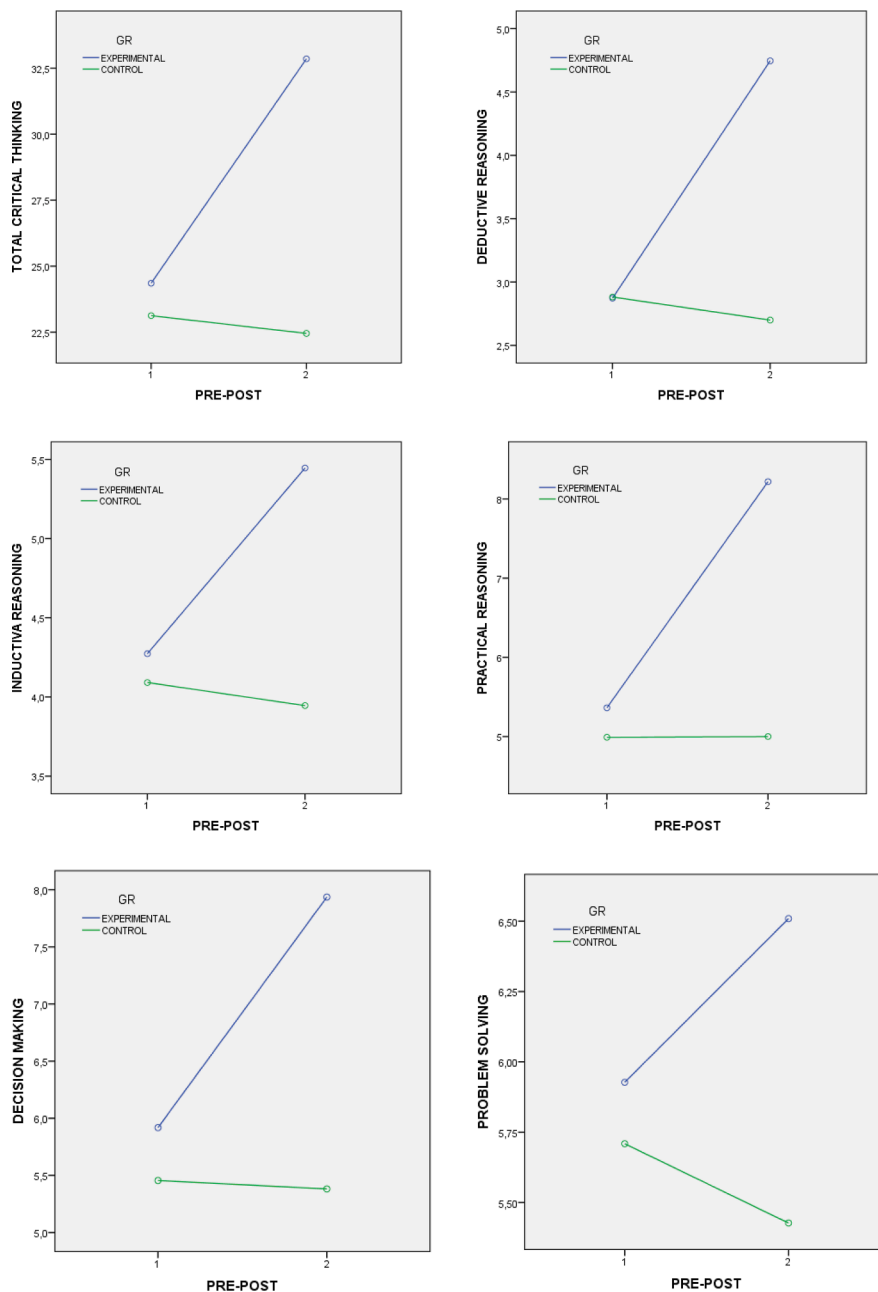 GR
EXPERIMENTAL
CONTROL
TOTAL CRITICAL THINKING
32,5
30,0
27,5
25,0
22,5
1
2
PRE-POST
GR
EXPERIMENTAL
CONTROL
DEDUCTIVE REASONING
5,0
4,5
4,0
3,5
3,0
2,5
1
2
PRE-POST
GR
EXPERIMENTAL
CONTROL
INDUCTIVA REASONING
5,5
5,0
4,5
4,0
3,5
1
2
PRE-POST
GR
EXPERIMENTAL
CONTROL
PRACTICAL REASONING
8
7
6
5
1
2
PRE-POST
GR
EXPERIMENTAL
CONTROL
DECISION MAKING
8,0
7,5
7,0
6,5
6,0
5,5
5,0
1
2
PRE-POST
GR
EXPERIMENTAL
CONTROL
PROBLEM SOLVING
6,50
6,25
6,00
5,75
5,50
1
2
PRE-POST